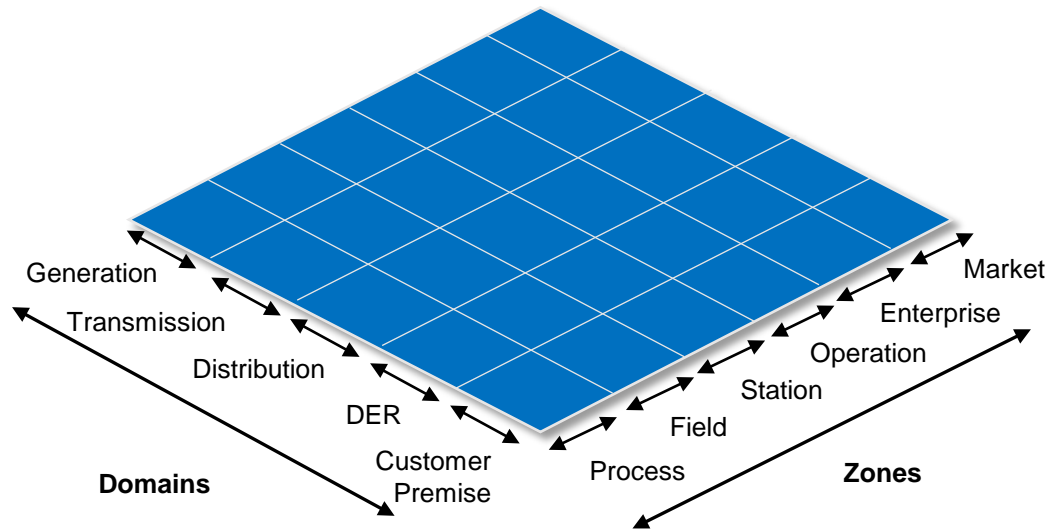 Generation
Transmission
Distribution
DER
Customer
Premise
Domains
Market
Enterprise
Operation
Station
Field
Process
Zones